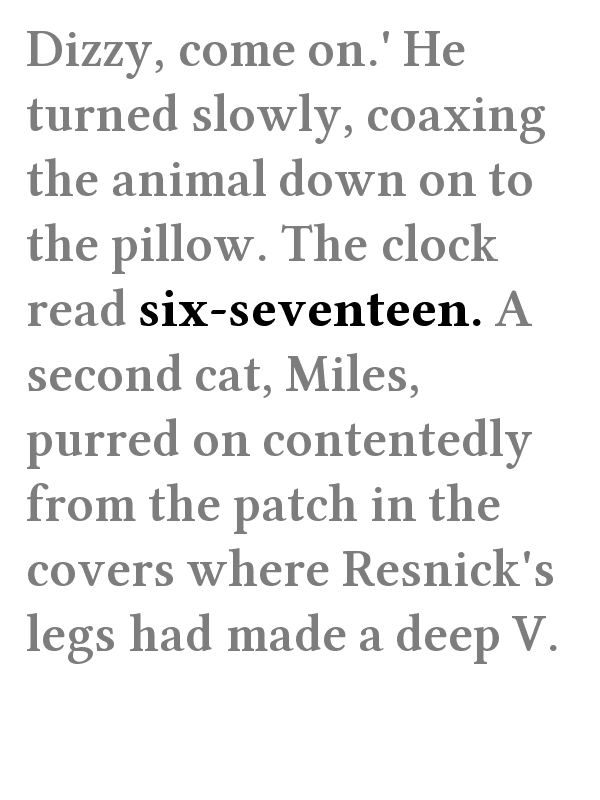 Dizzy, come on.' He
turned slowly, coaxing
the animal down on to
the pillow. The clock
read six-seventeen. A
second cat, Miles,
purred on contentedly
from the patch in the
covers where Resnick's
legs had made a deep V.